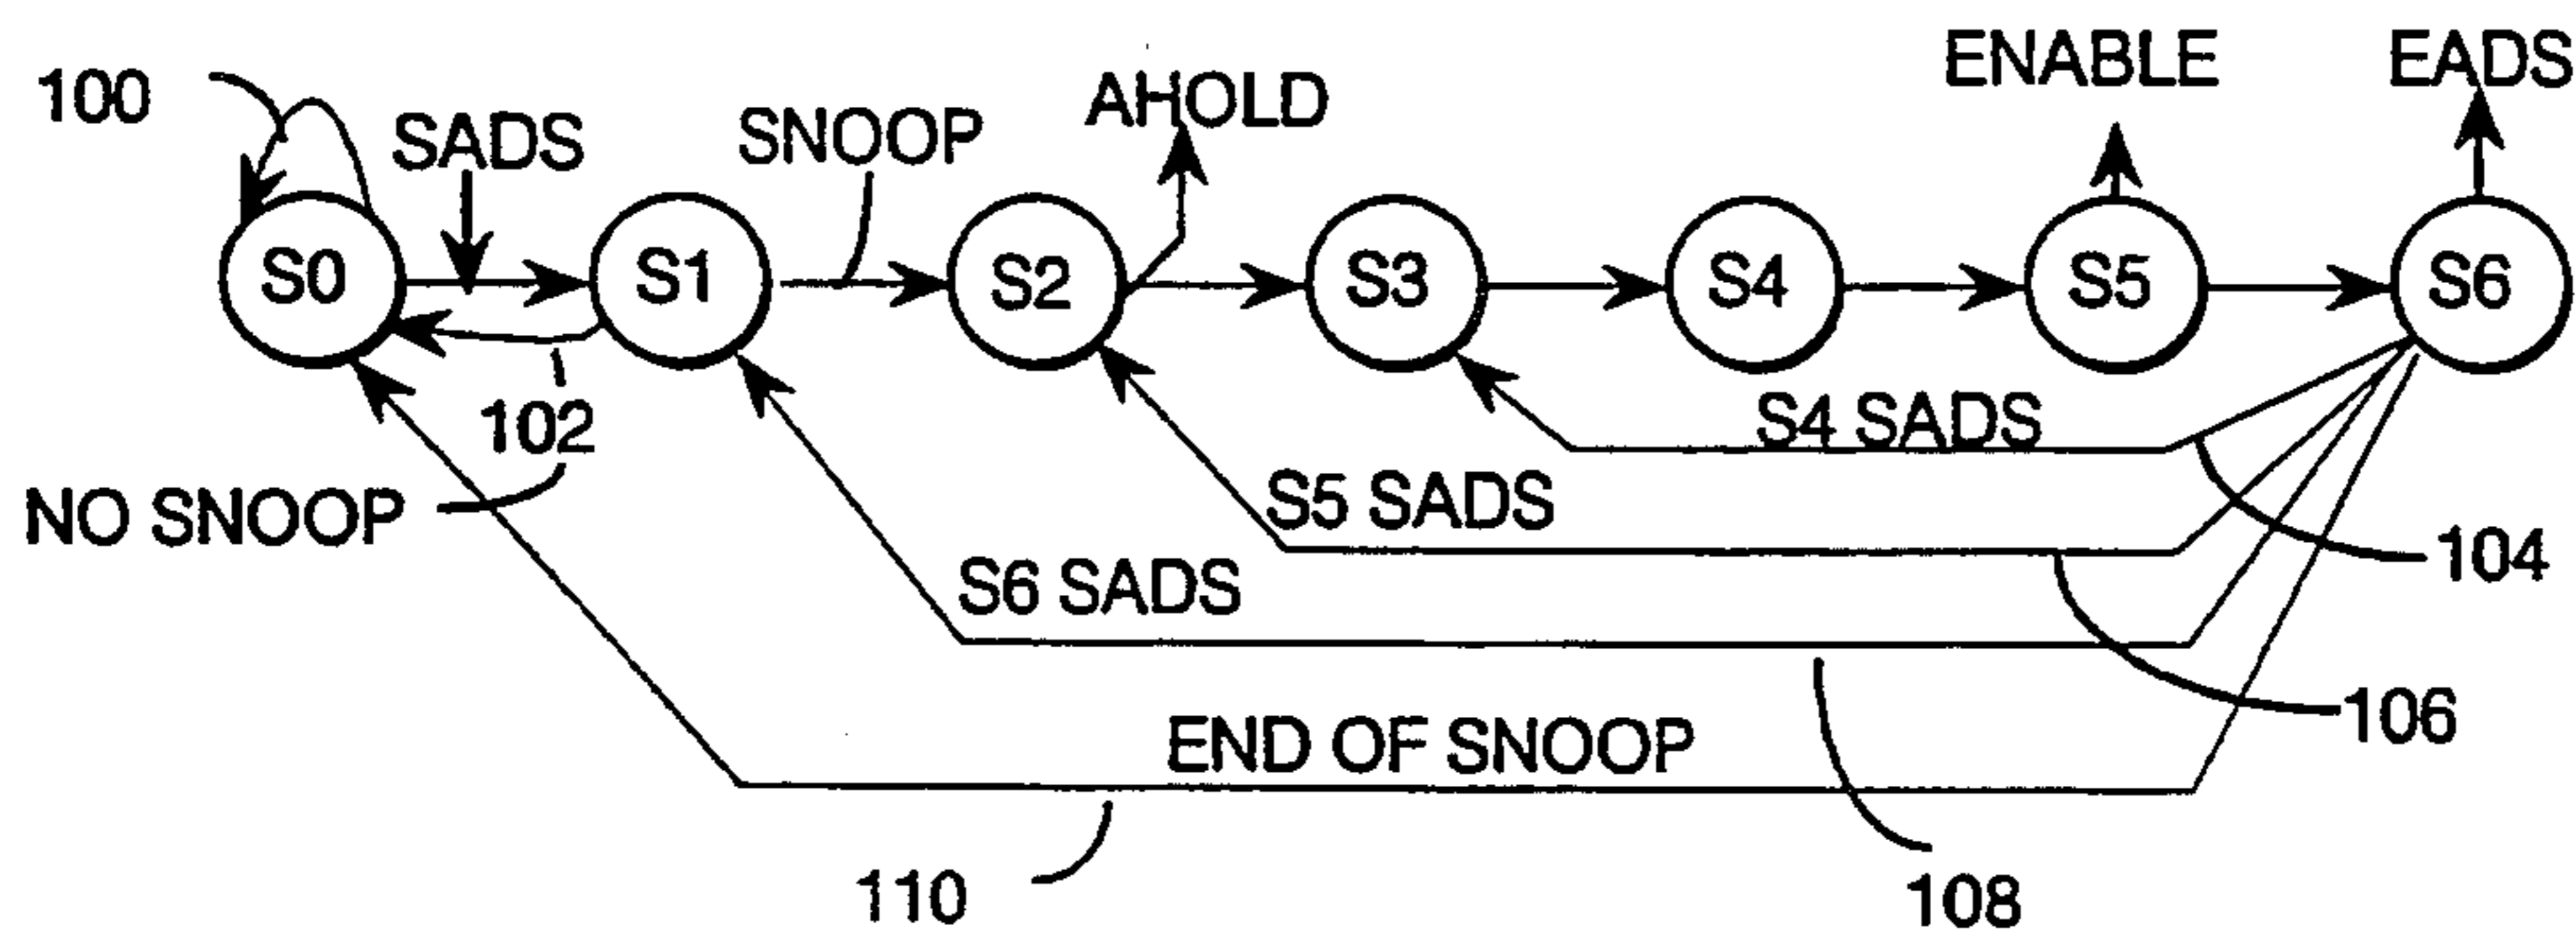 ENABLE
EADS
100
AHOLD
SADS
SNOOP
S0
S1
S2
S3
S4
S5
S6
102
S4 SADS
NO SNOOP
S5 SADS
104
S6 SADS
106
END OF SNOOP
110
108